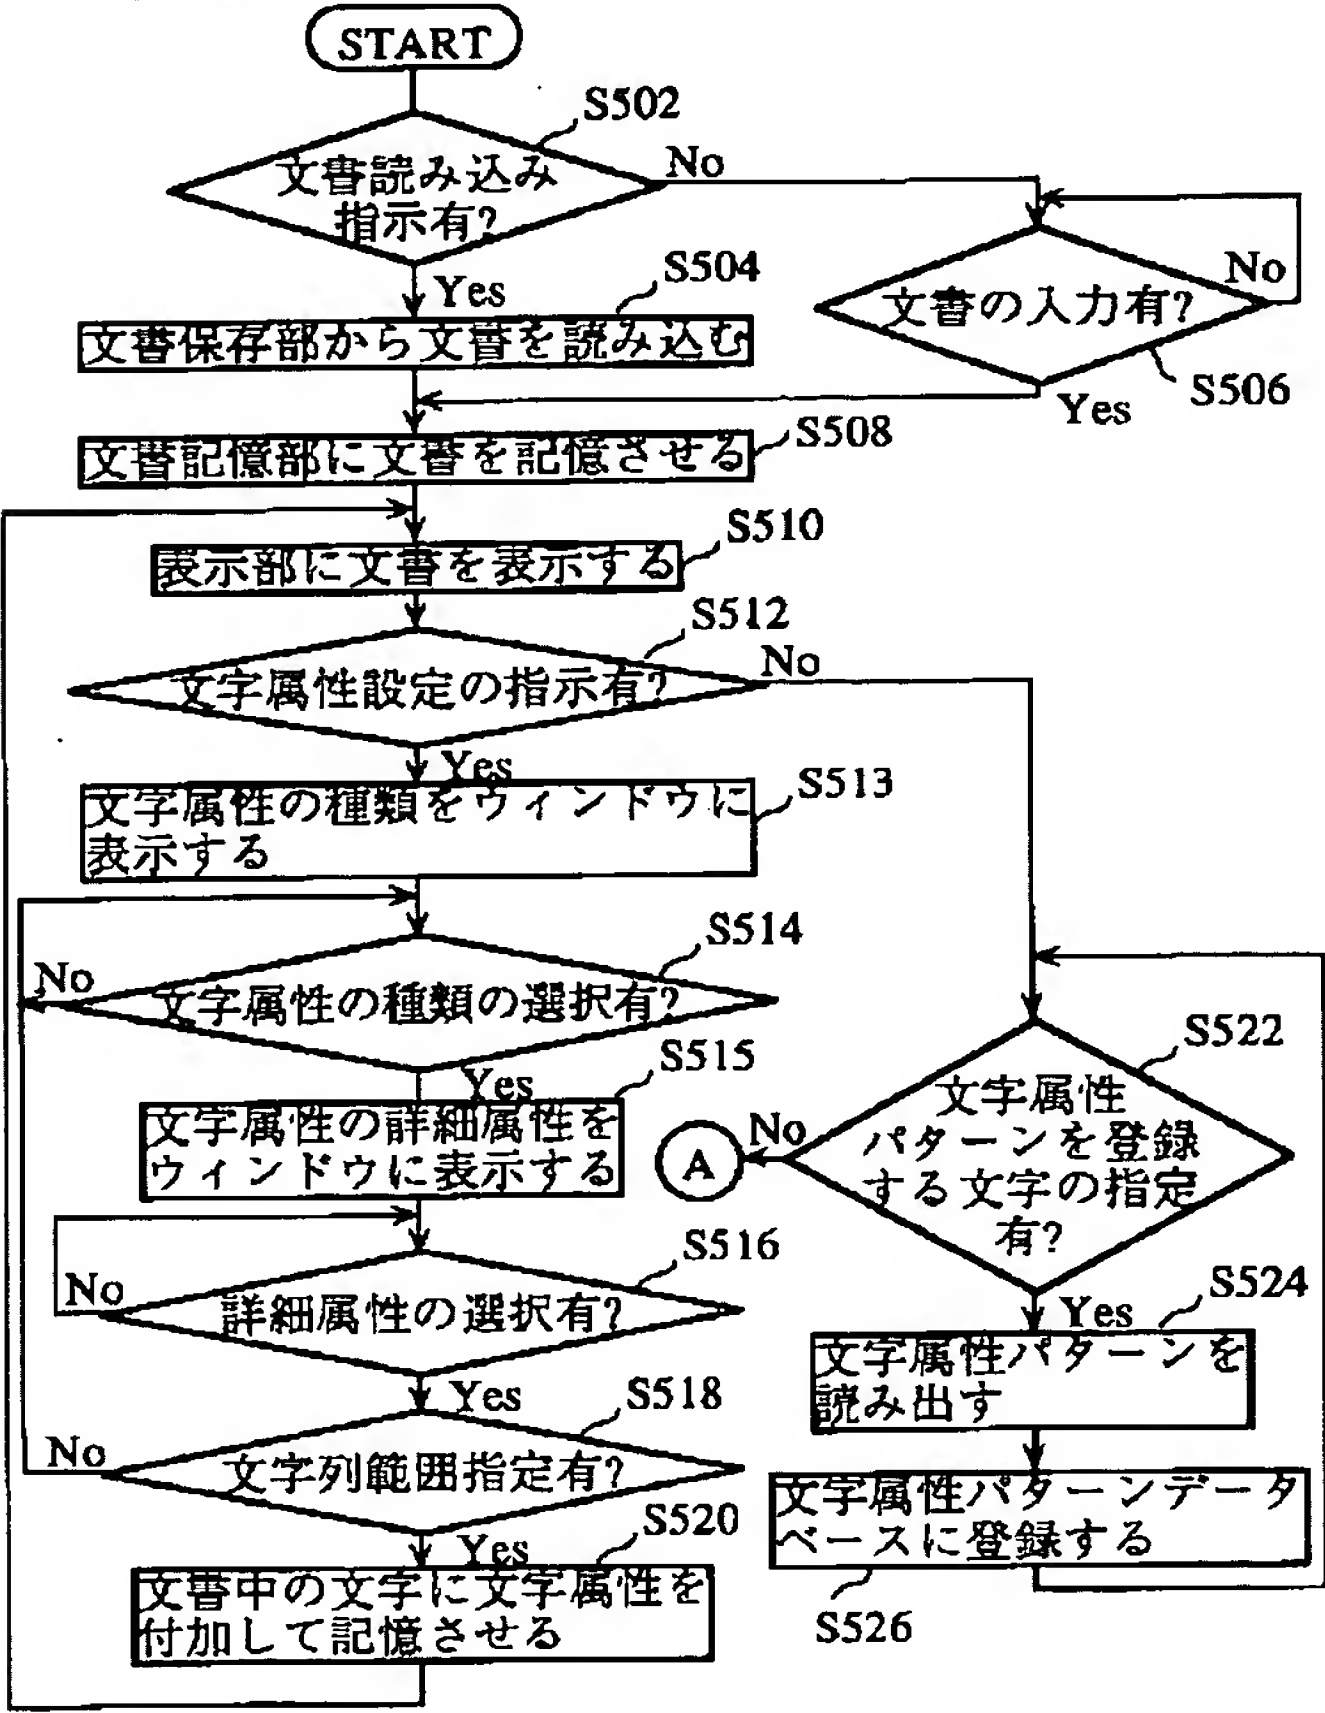 START
S502
文書読み込み
指示有?
No
Yes
S504
文書保存部から文書を読み込む
文書の入力有?
No
S506
Yes
S508
文書記憶部に文書を記憶させる
S510
表示部に文書を表示する
S512
文字属性設定の指示有?
No
Yes
S513
文字属性の種類をウィンドウに
表示する
S514
No
文字属性の種類の選択有?
Yes
S515
文字属性の詳細属性を
ウィンドウに表示する
S516
No
詳細属性の選択有?
Yes
S518
No
文字列範囲指定有?
Yes
S520
文書中の文字に文字属性を
付加して記憶させる
S522
文字属性
パターンを登録
する文字の指定
有?
No
A
Yes
S524
文字属性パターンを
読み出す
文字属性パターンデータ
ベースに登録する
S526